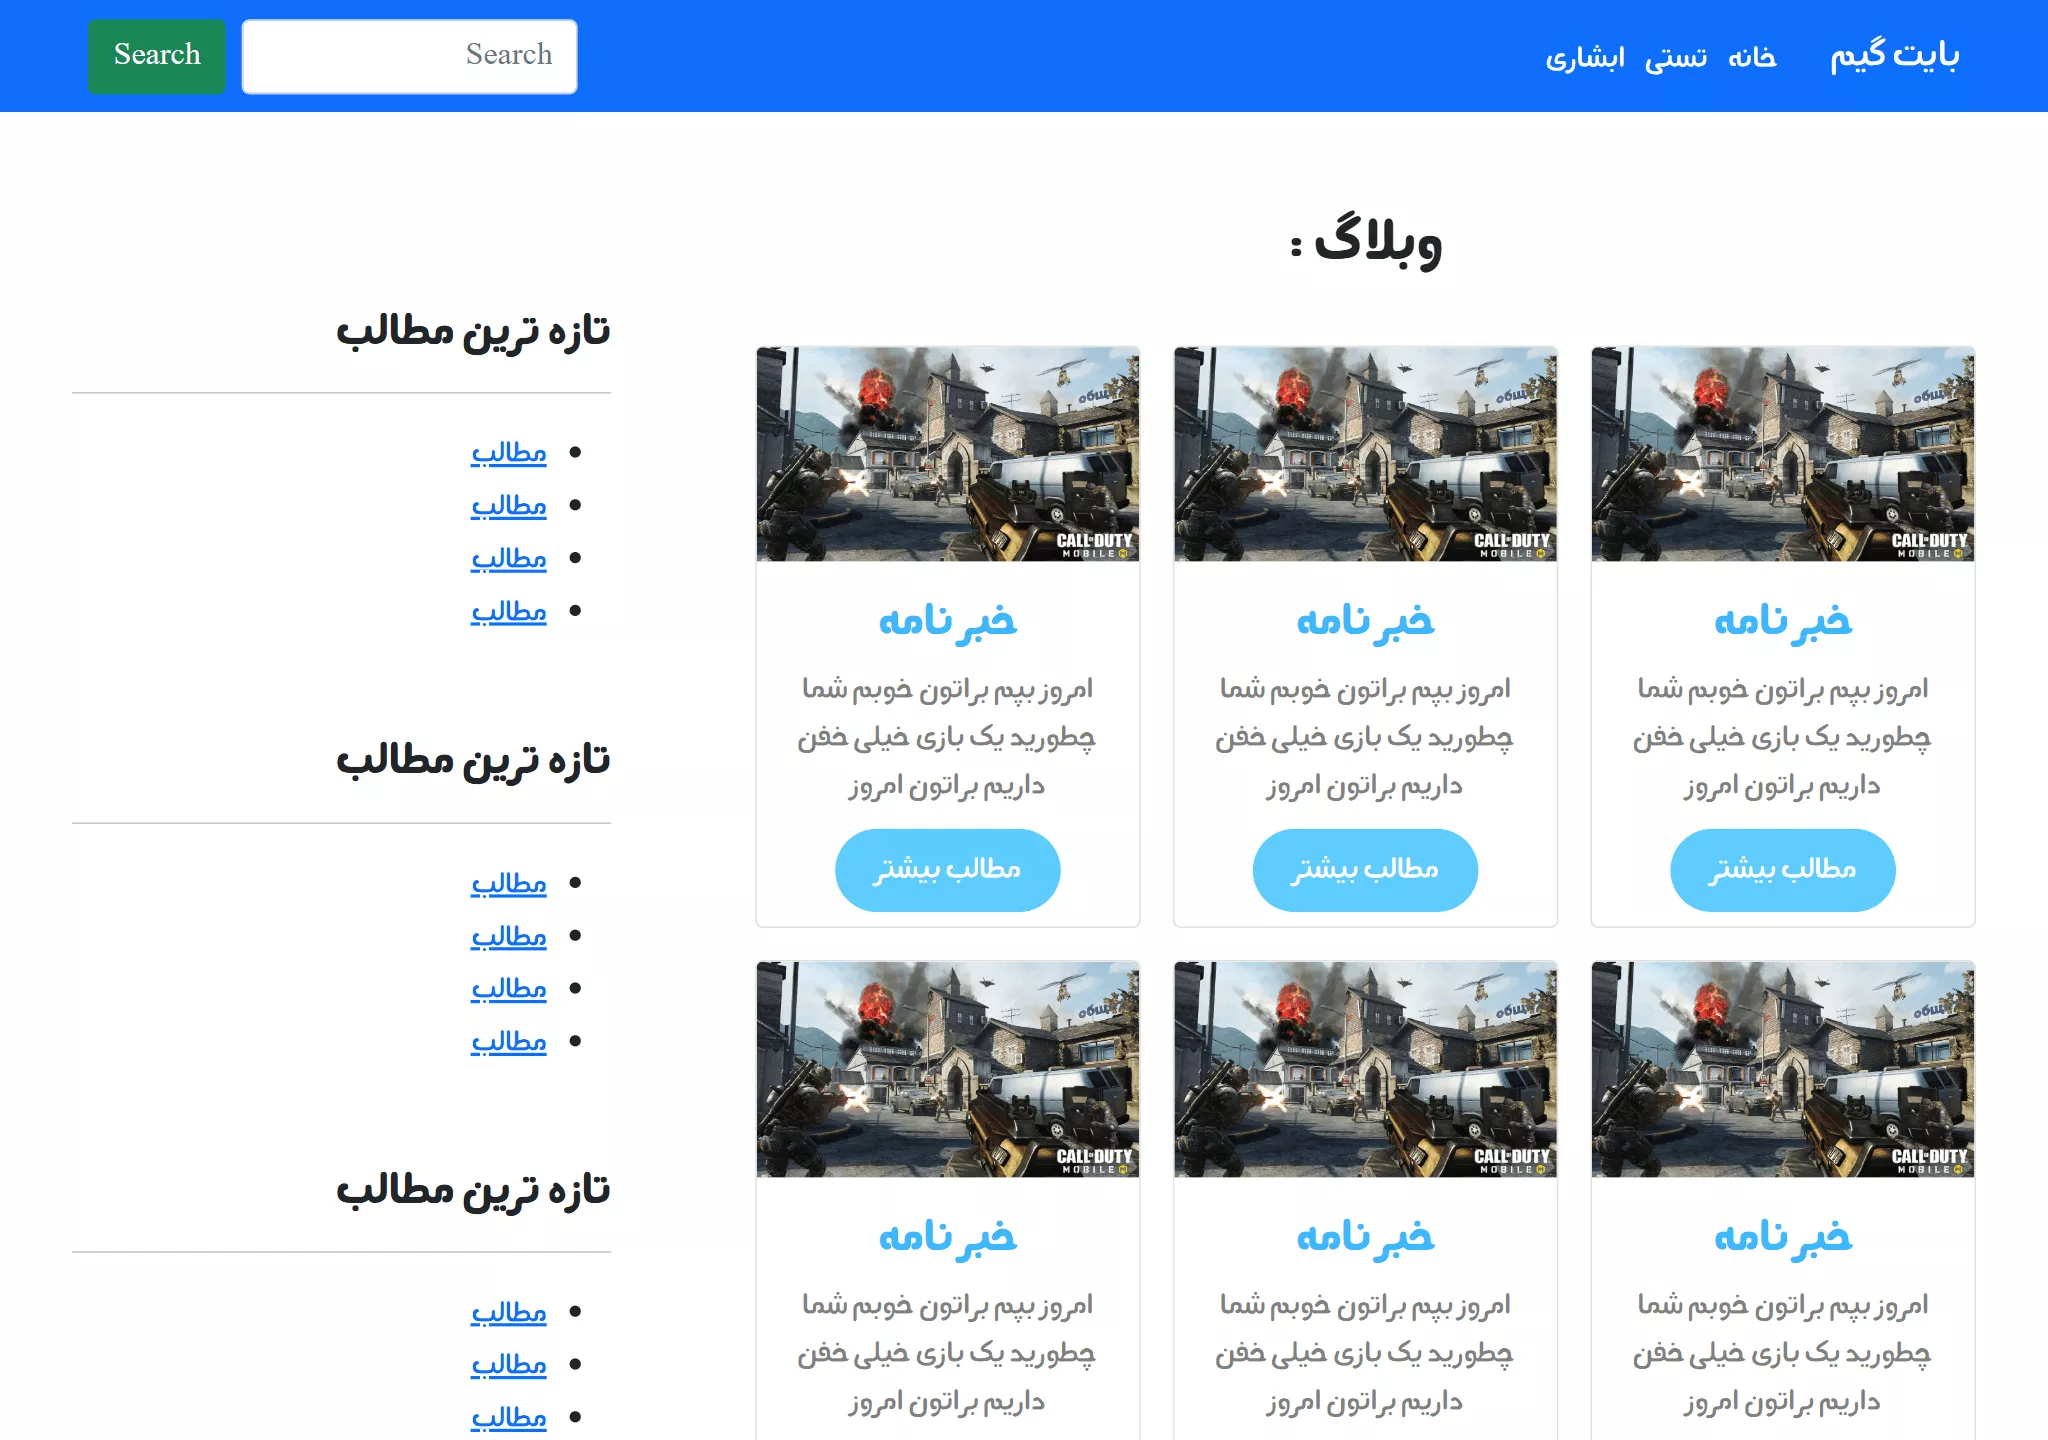 بایت گیم
خانه تستی ابشاری
Search
Search
وبلاگ :
CALL OF DUTY
MOBILE
خبر نامه
امروز بپم براتون خوبم شما
چطورید یک بازی خیلی خفن
داریم براتون امروز
مطالب بیشتر
CALL OF DUTY
MOBILE
خبر نامه
امروز بپم براتون خوبم شما
چطورید یک بازی خیلی خفن
داریم براتون امروز
مطالب بیشتر
CALL OF DUTY
MOBILE
خبر نامه
امروز بپم براتون خوبم شما
چطورید یک بازی خیلی خفن
داریم براتون امروز
مطالب بیشتر
CALL OF DUTY
MOBILE
خبر نامه
امروز بپم براتون خوبم شما
چطورید یک بازی خیلی خفن
داریم براتون امروز
CALL OF DUTY
MOBILE
خبر نامه
امروز بپم براتون خوبم شما
چطورید یک بازی خیلی خفن
داریم براتون امروز
CALL OF DUTY
MOBILE
خبر نامه
امروز بپم براتون خوبم شما
چطورید یک بازی خیلی خفن
داریم براتون امروز
تازه ترین مطالب
مطالب
مطالب
مطالب
مطالب
تازه ترین مطالب
مطالب
مطالب
مطالب
مطالب
تازه ترین مطالب
مطالب
مطالب
مطالب